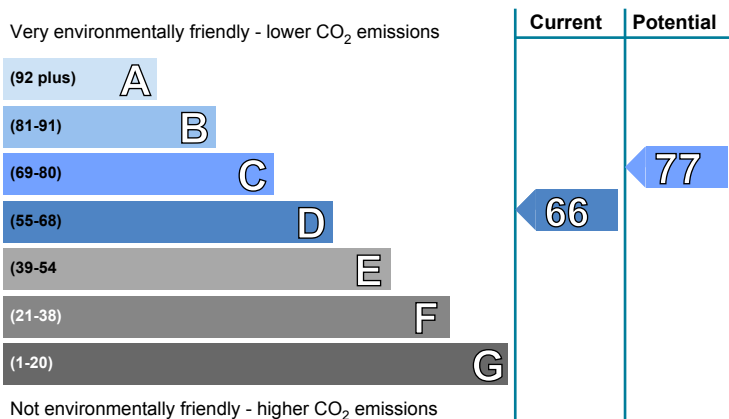 Very environmentally friendly - lower CO₂ emissions
Current Potential
(92 plus) A
(81-91) B
(69-80) C
77
(55-68) D
66
(39-54 E
(21-38) F
(1-20) G
Not environmentally friendly - higher CO₂ emissions